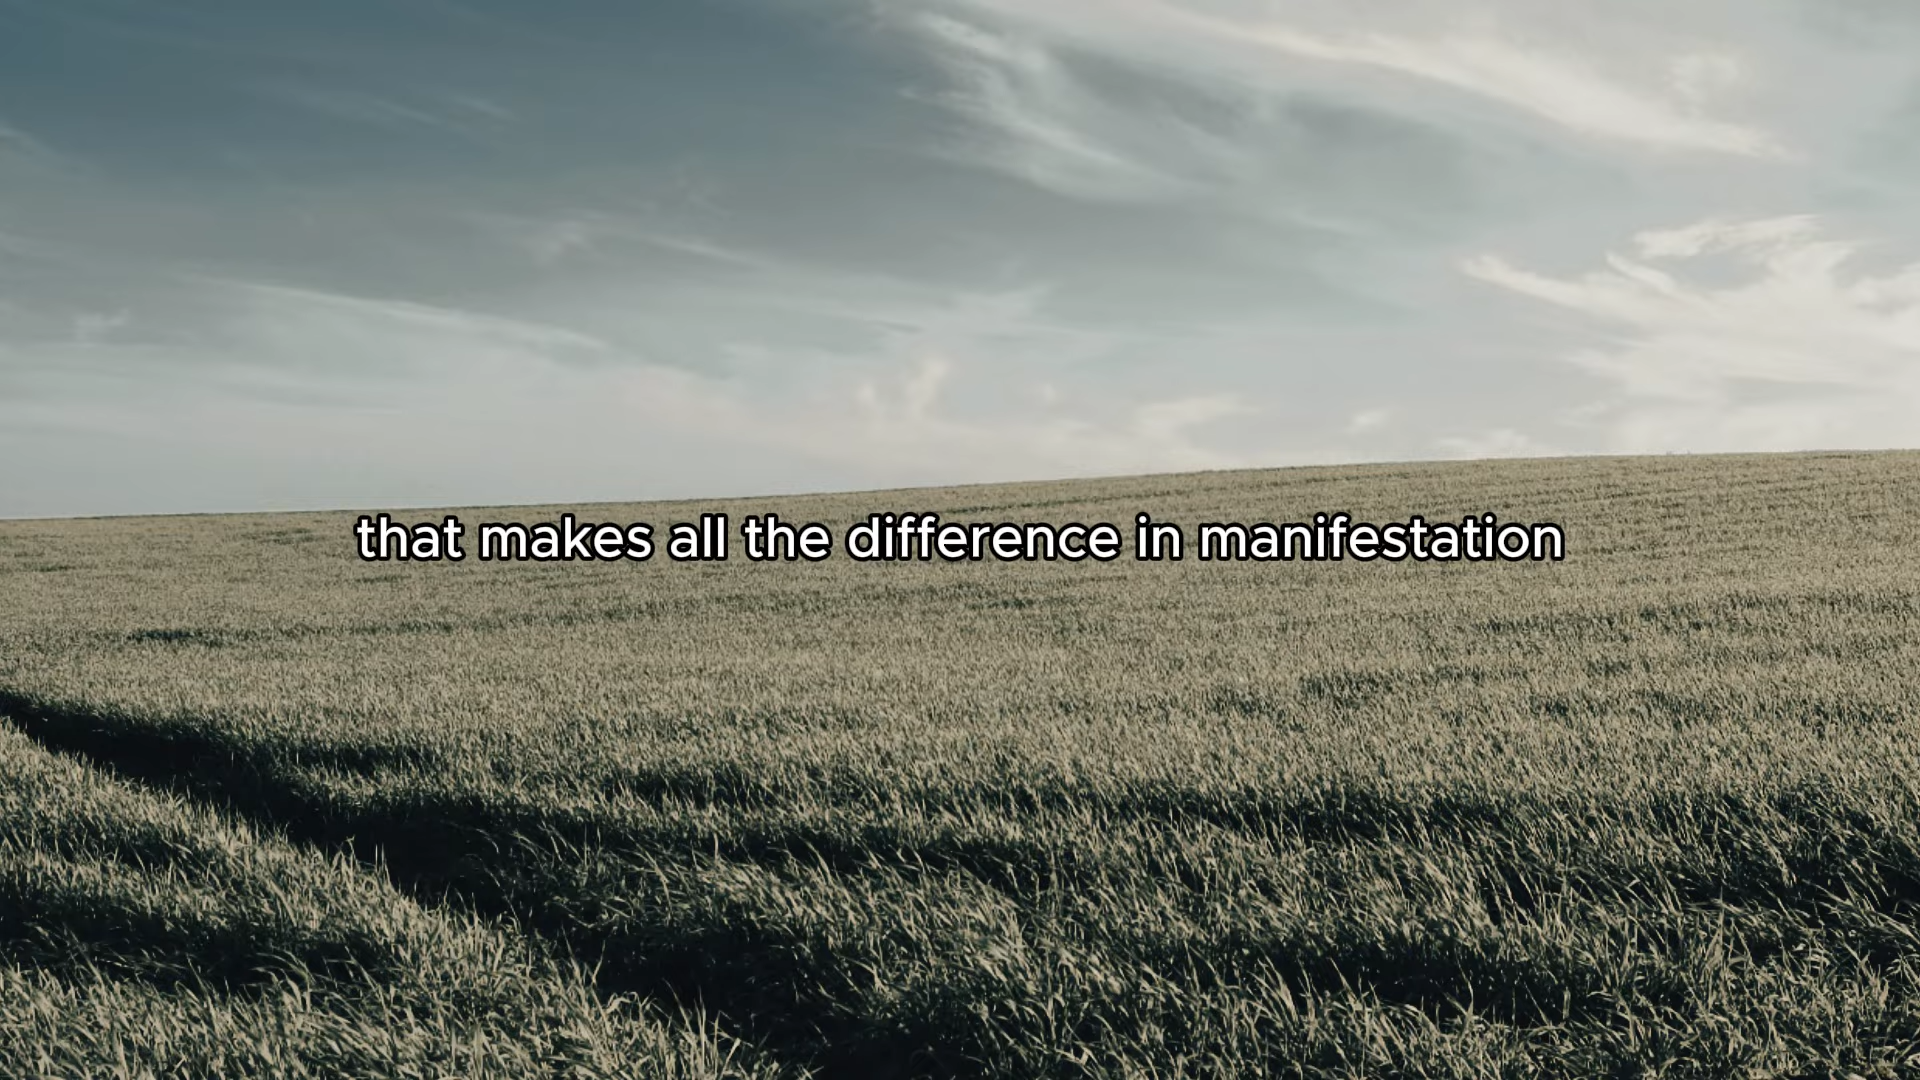 that makes all the difference in manifestation